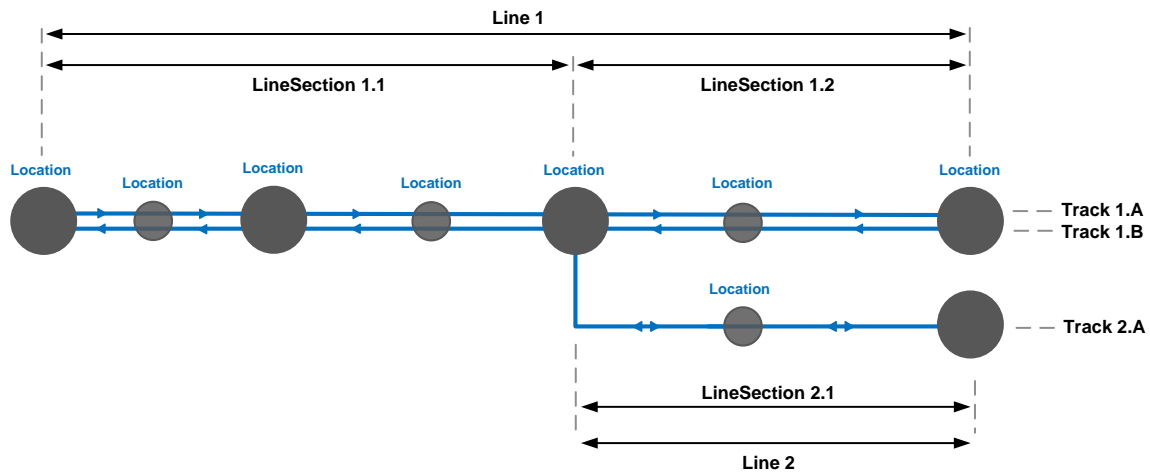 Line 1
LineSection 1.1
LineSection 1.2
Location
Location
Location
Location
Location
Location
Location
Track 1.A
Track 1.B
Location
Track 2.A
LineSection 2.1
Line 2